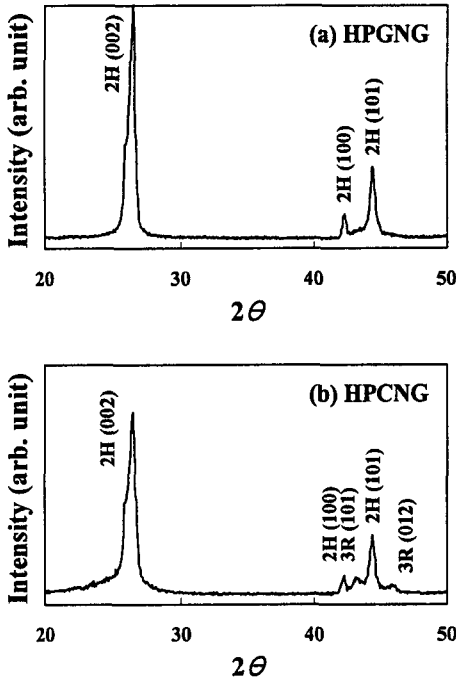 (a) HPGNG
Intensity (arb. unit)
2H (002)
2H (100)
2H (101)
20 30 40 50
2θ
(b) HPCNG
Intensity (arb. unit)
2H (002)
2H (100)
3R (101)
2H (101)
3R (012)
20 30 40 50
2θ